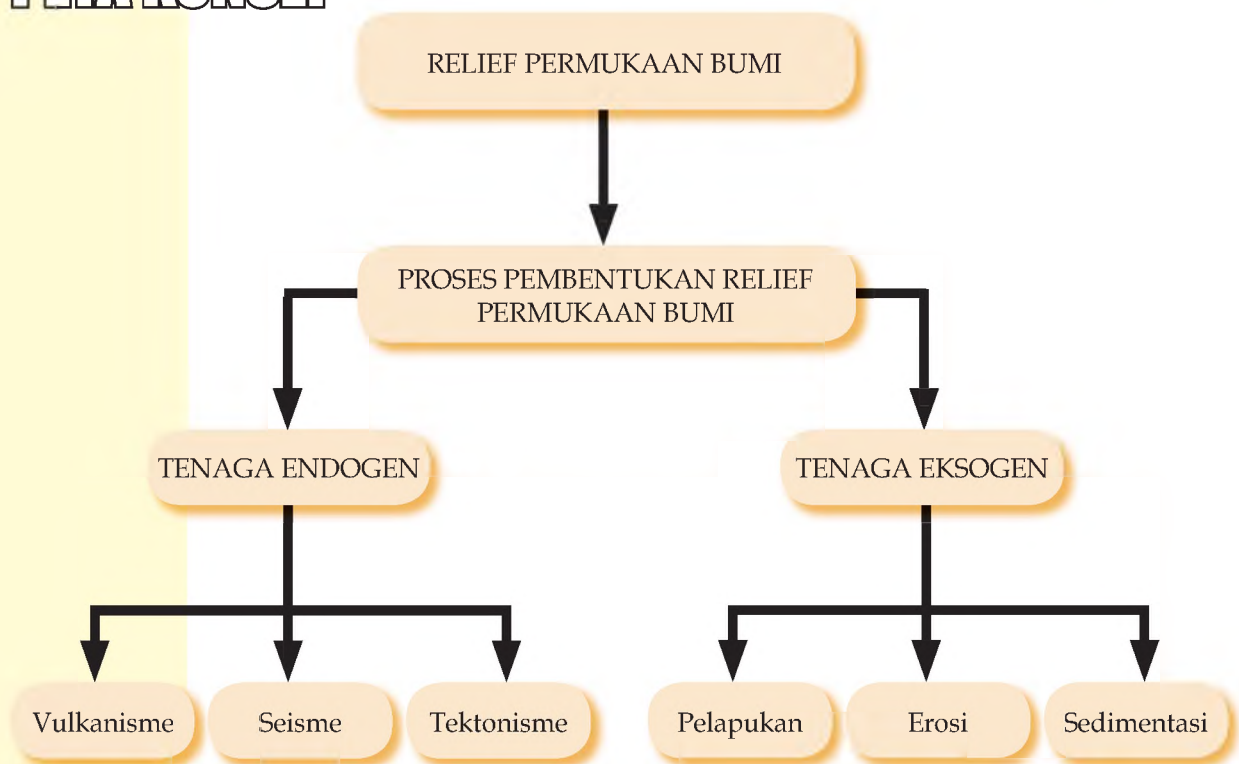 RELIEF PERMUKAAN BUMI
PROSES PEMBENTUKAN RELIEF
PERMUKAAN BUMI
TENAGA ENDOGEN
TENAGA EKSOGEN
Vulkanisme
Seisme
Tektonisme
Pelapukan
Erosi
Sedimentasi